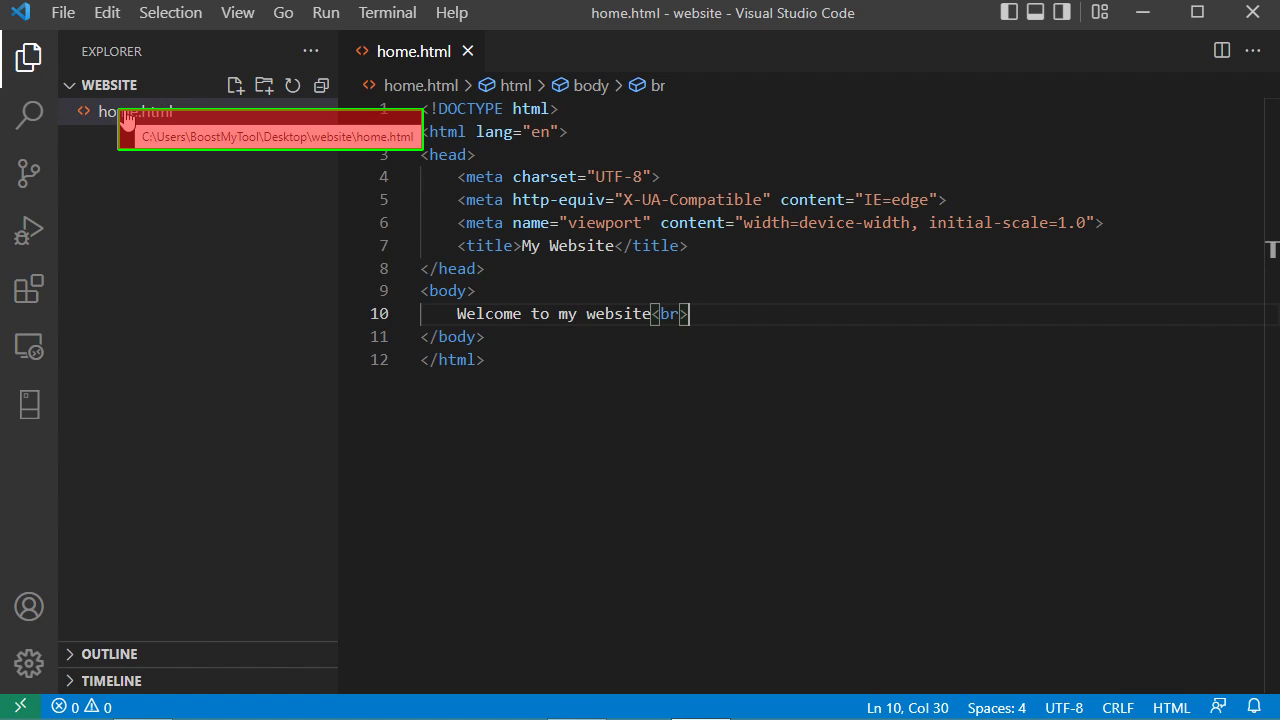 File Edit Selection View Go Run Terminal Help home.html - website - Visual Studio Code
EXPLORER
home.html
WEBSITE
home.html > html > body > br
home.html
C:\Users\BoostMyTool\Desktop\website\home.html
1 <!DOCTYPE html>
<html lang="en">
3 <head>
4 <meta charset="UTF-8">
5 <meta http-equiv="X-UA-Compatible" content="IE=edge">
6 <meta name="viewport" content="width=device-width, initial-scale=1.0">
7 <title>My Website</title>
8 </head>
9 <body>
10 Welcome to my website<br>
11 </body>
12 </html>
OUTLINE
TIMELINE
0 0 Ln 10, Col 30 Spaces: 4 UTF-8 CRLF HTML